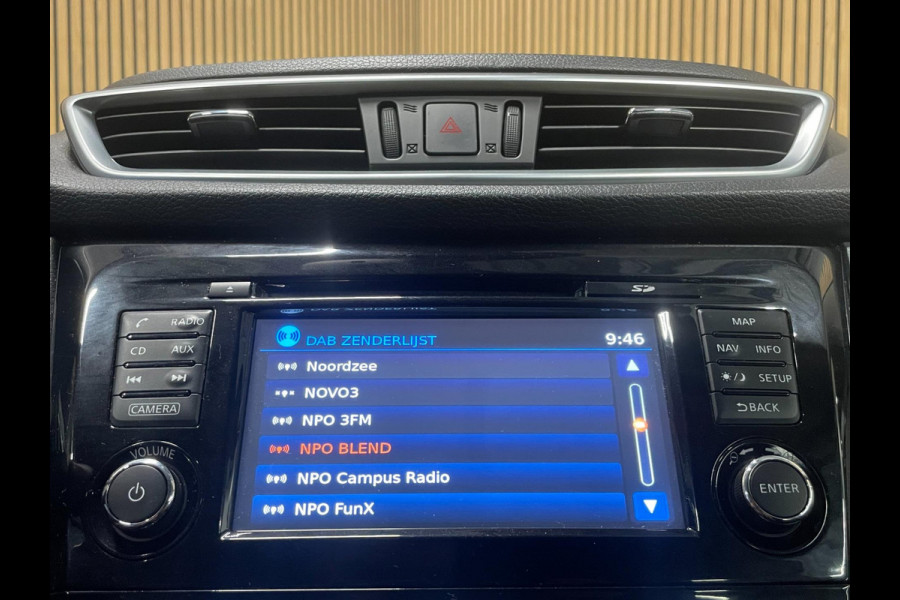 SD
RADIO
CD AUX
CAMERA
VOLUME
DAB ZENDERLIJST 9:46
Noordzee
NOVO3
NPO 3FM
NPO BLEND
NPO Campus Radio
NPO FunX
MAP
NAV INFO
SETUP
BACK
ENTER